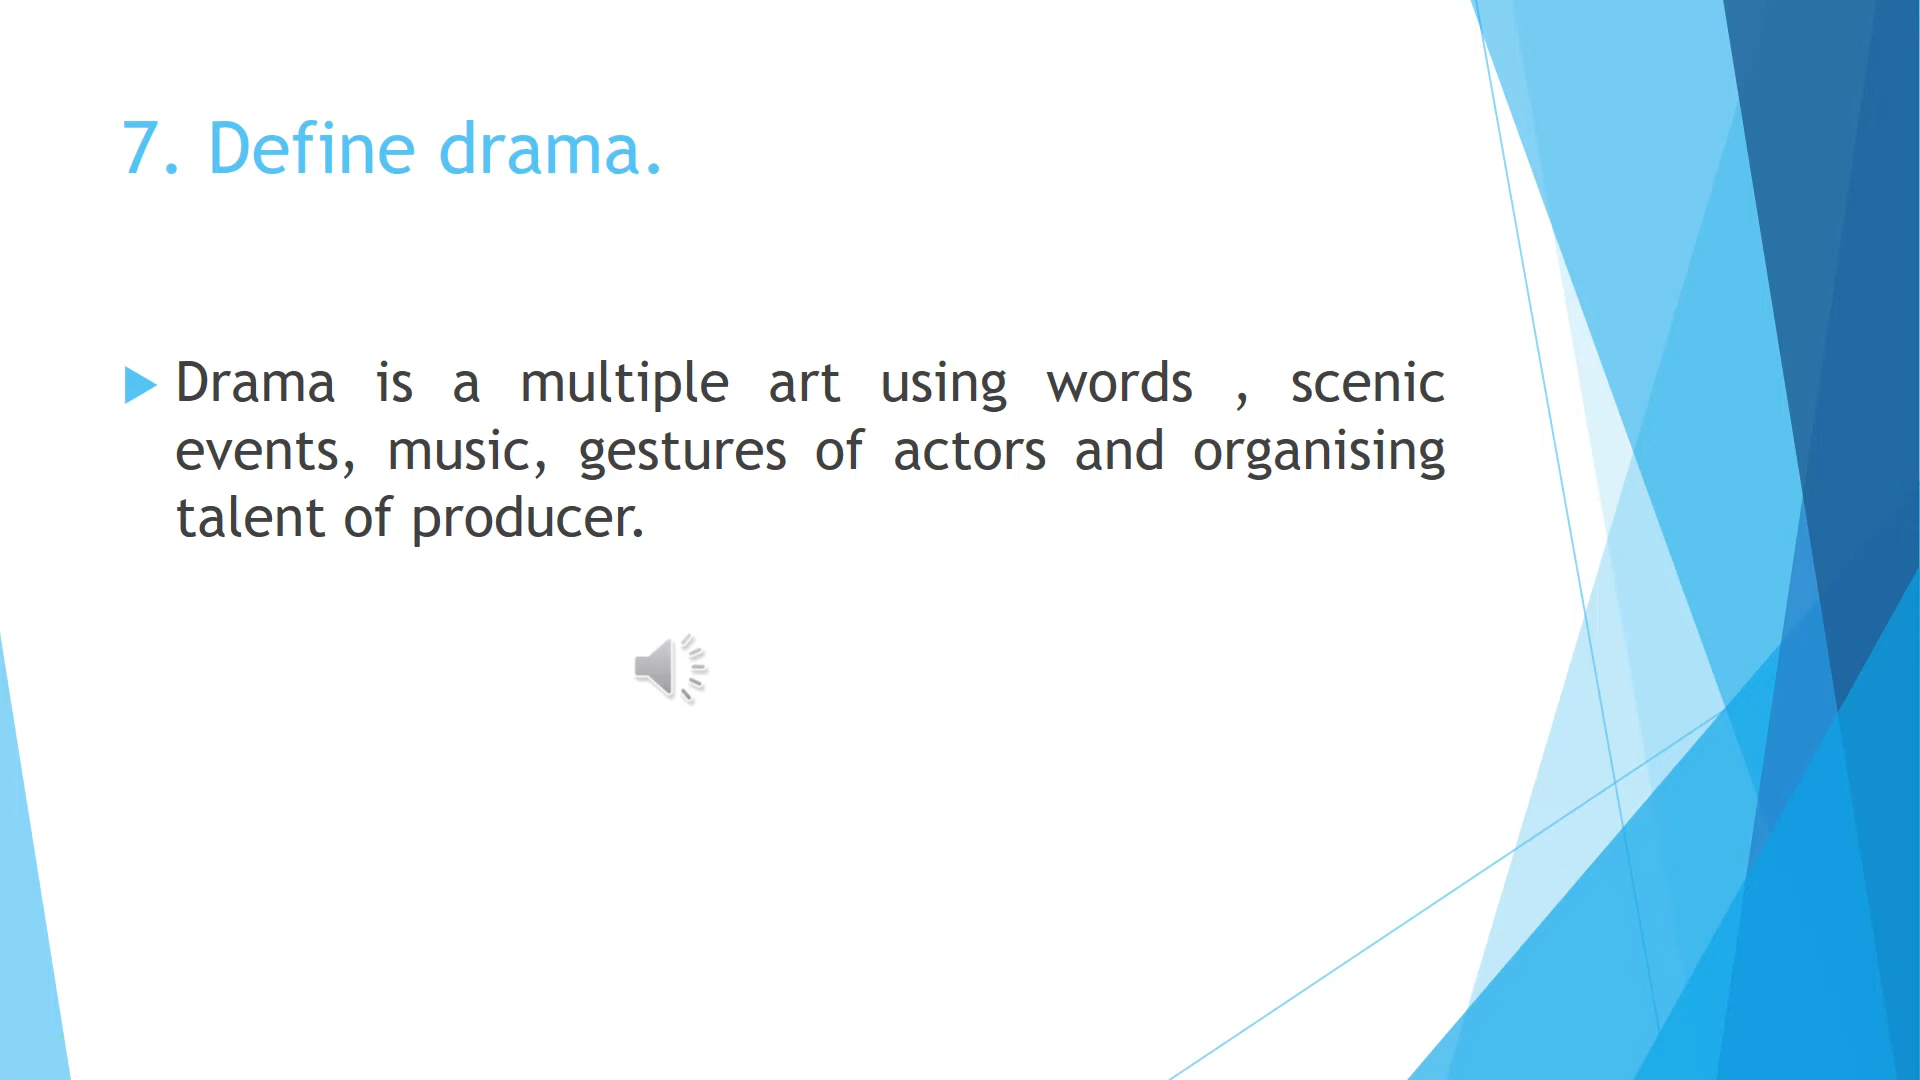 7. Define drama.
Drama is a multiple art using words , scenic
events, music, gestures of actors and organising
talent of producer.